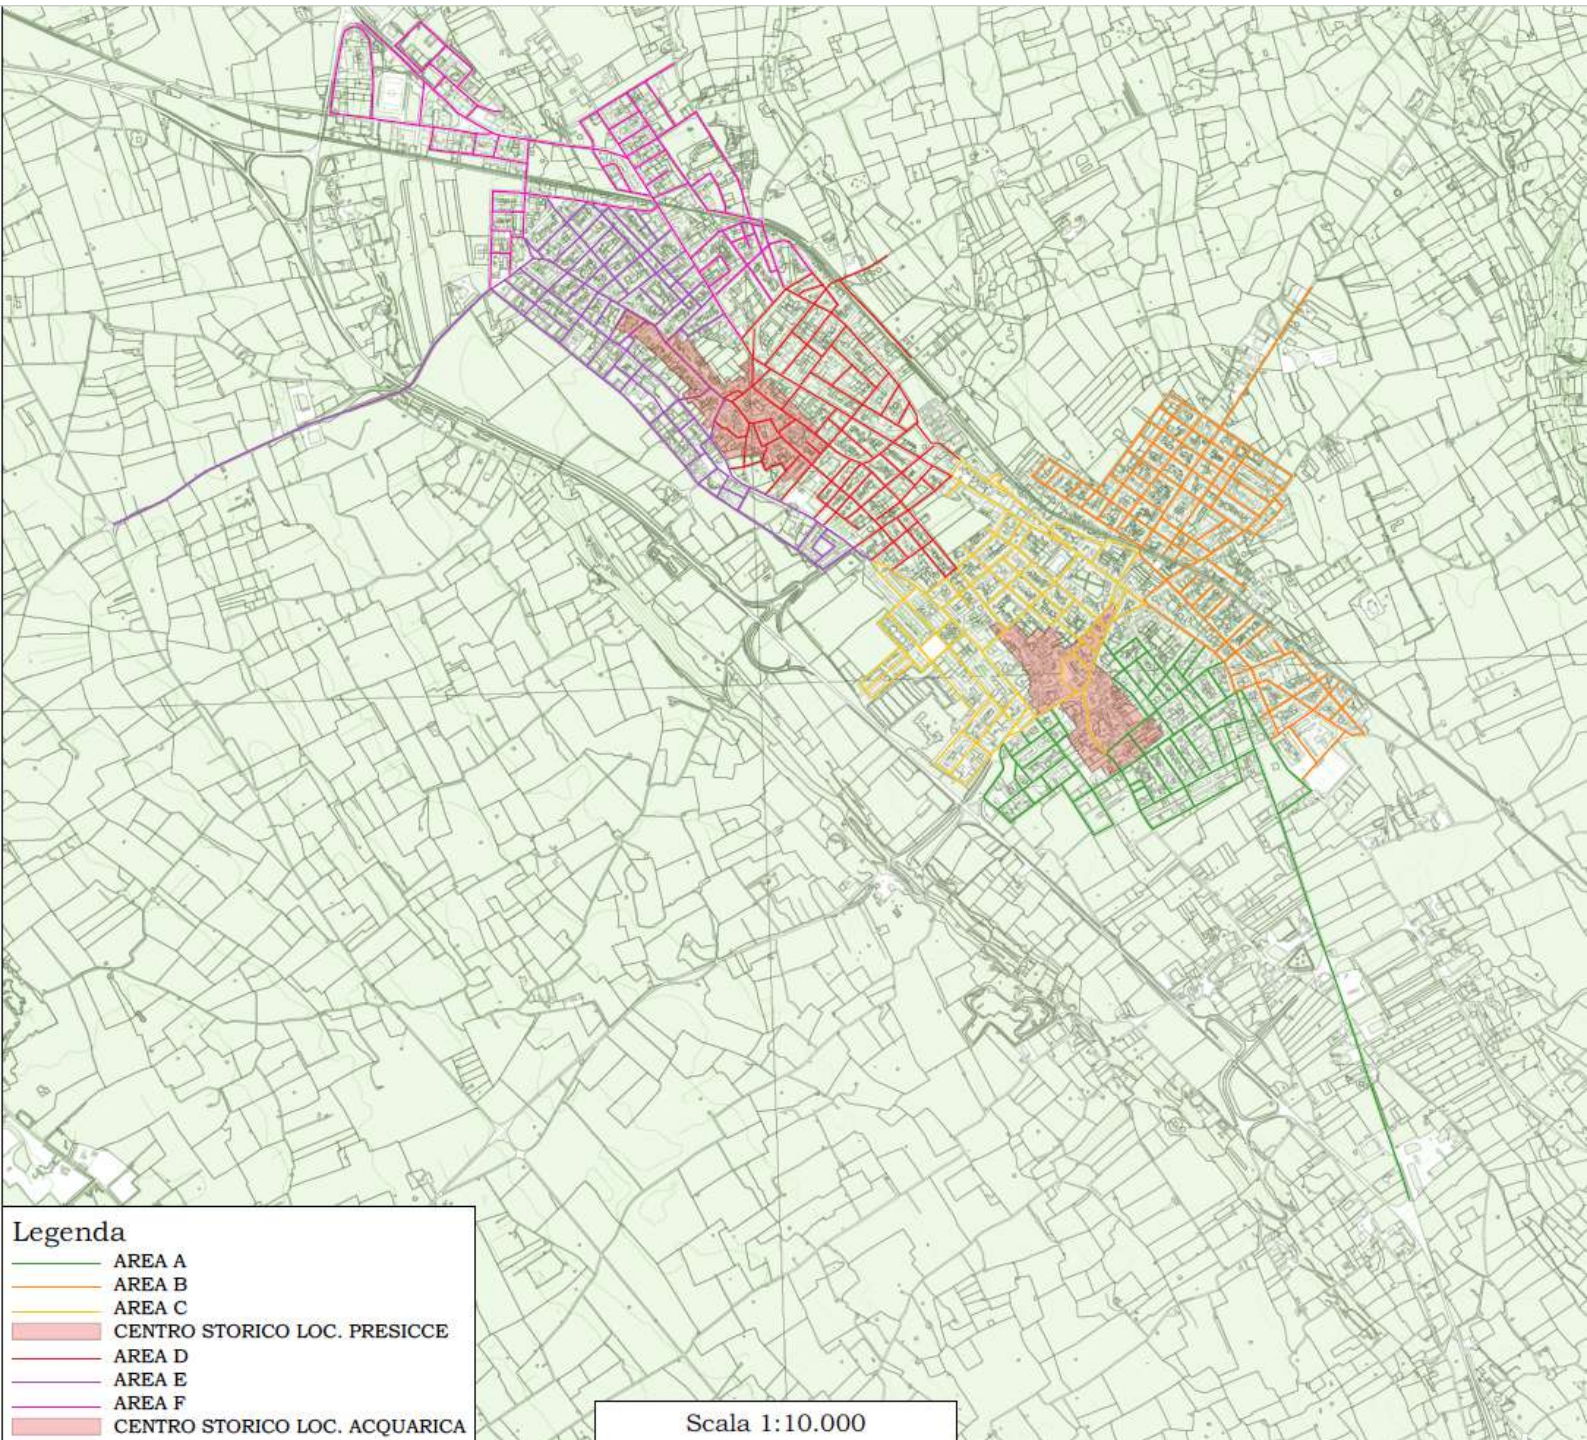 Legenda
AREA A
AREA B
AREA C
CENTRO STORICO LOC. PRESICCE
AREA D
AREA E
AREA F
CENTRO STORICO LOC. ACQUARICA
Scala 1:10.000